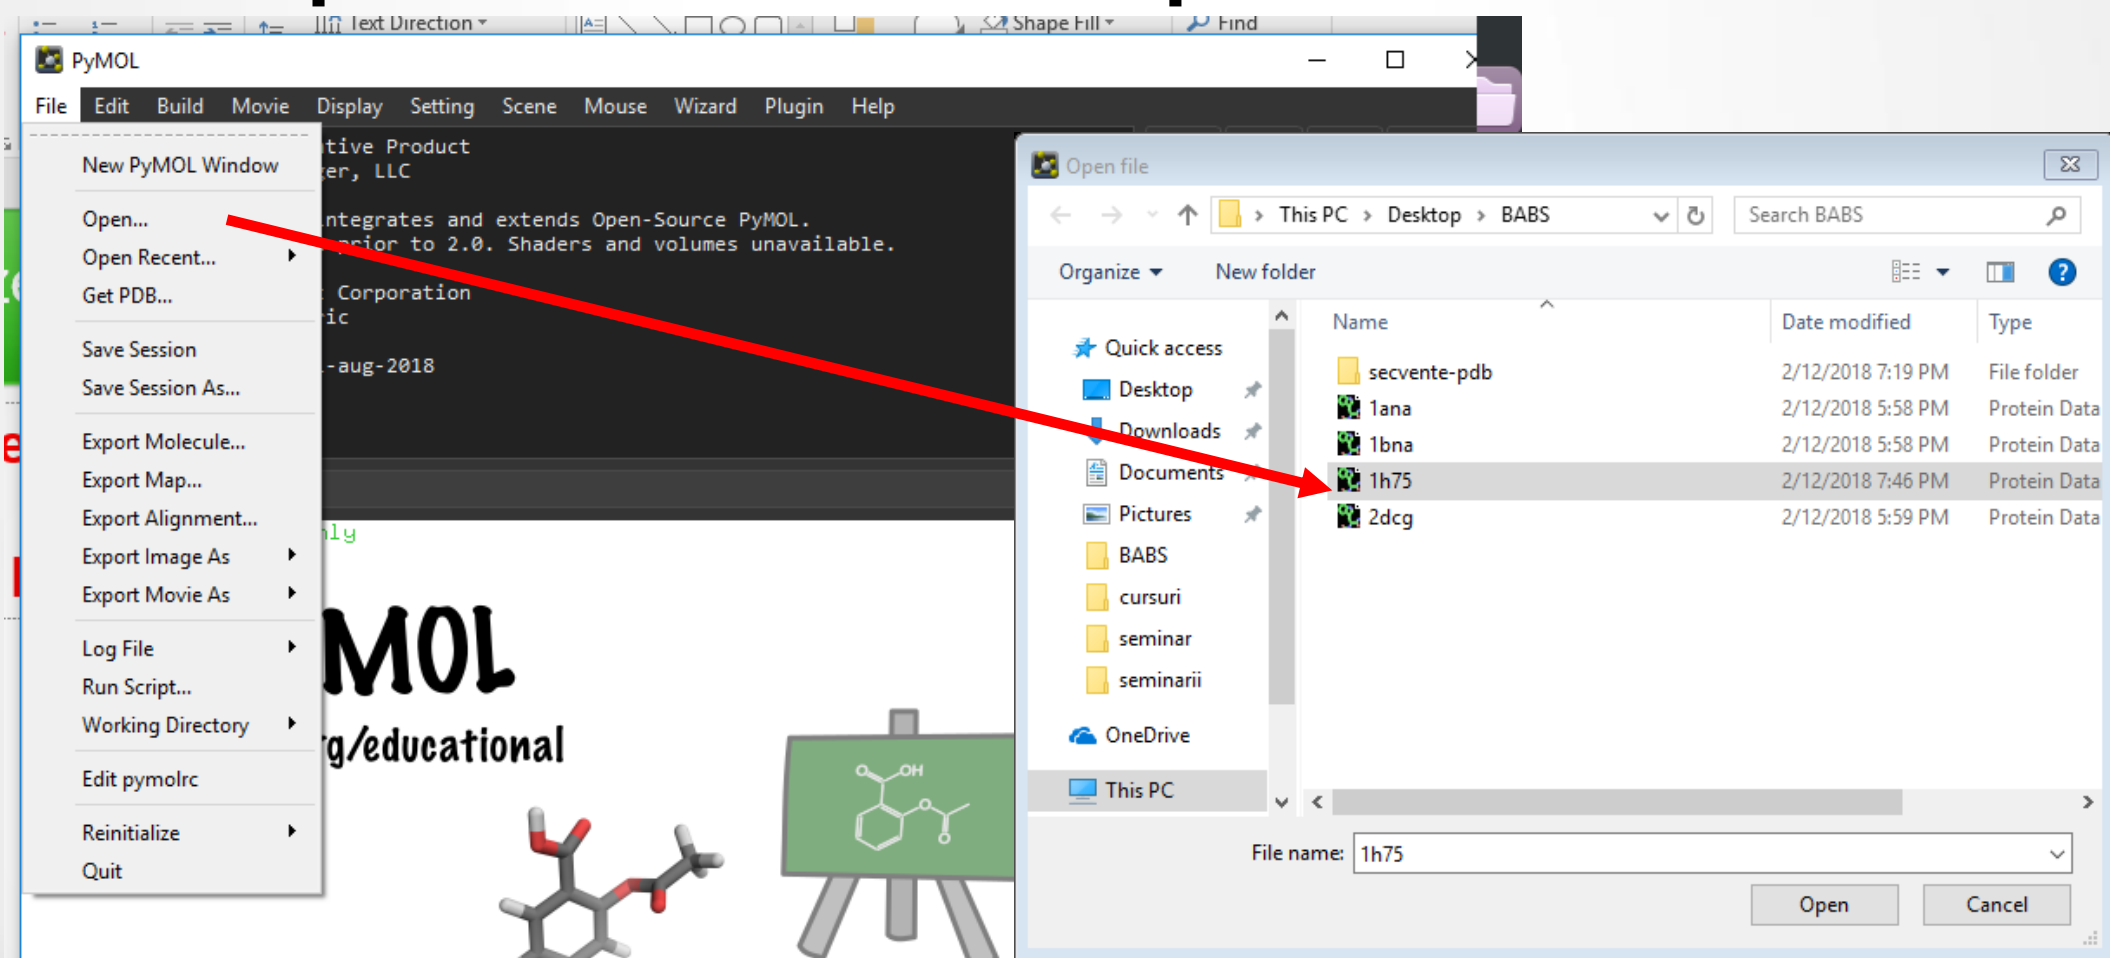 Text Direction
Shape Fill
Find
PyMOL
File Edit Build Movie Display Setting Scene Mouse Wizard Plugin Help
New PyMOL Window
Open...
Open Recent...
Get PDB...
Save Session
Save Session As...
Export Molecule...
Export Map...
Export Alignment...
Export Image As
Export Movie As
Log File
Run Script...
Working Directory
Edit pymolrc
Reinitialize
Quit
tive Product
er, LLC
integrates and extends Open-Source PyMOL.
prior to 2.0. Shaders and volumes unavailable.
Corporation
ic
-aug-2018
nly
MOL
rg/educational
O OH
O
O
Open file
This PC > Desktop > BABS
Search BABS
Organize New folder
Name Date modified Type
Quick access
Desktop
Downloads
Documents
Pictures
BABS
cursuri
seminar
seminarii
OneDrive
This PC
secvente-pdb 2/12/2018 7:19 PM File folder
1ana 2/12/2018 5:58 PM Protein Data
1bna 2/12/2018 5:58 PM Protein Data
1h75 2/12/2018 7:46 PM Protein Data
2dcg 2/12/2018 5:59 PM Protein Data
File name: 1h75
Open Cancel